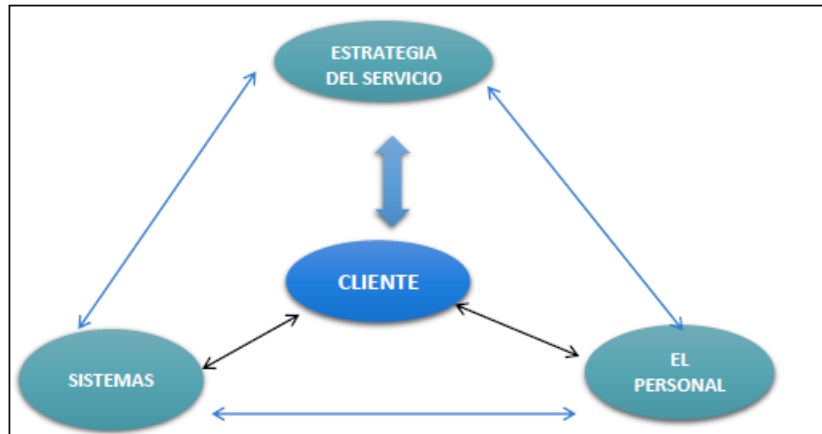 ESTRATEGIA
DEL SERVICIO
CLIENTE
SISTEMAS
EL
PERSONAL